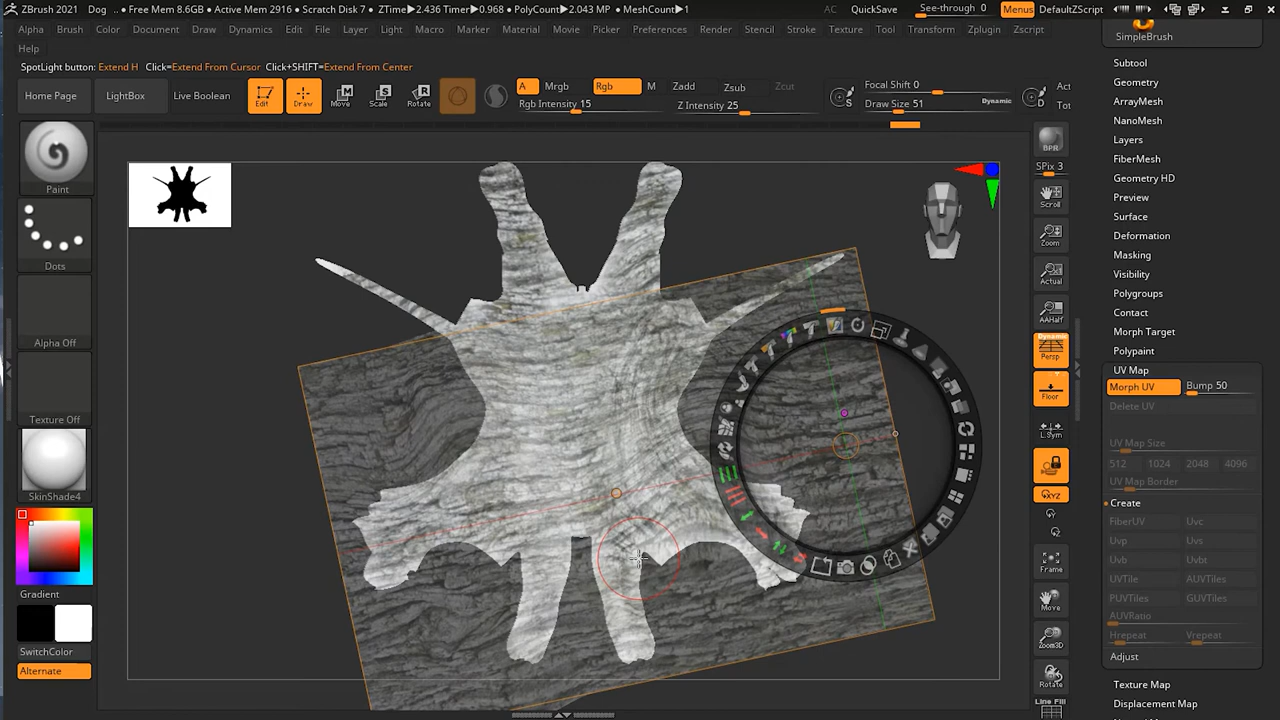 ZBrush 2021 Dog .. • Free Mem 8.6GB • Active Mem 2916 • Scratch Disk 7 • ZTime▶2.436 Timer▶0.968 • PolyCount▶2.043 MP • MeshCount▶1 AC QuickSave See-through 0 Menus DefaultZScript
Alpha Brush Color Document Draw Dynamics Edit File Layer Light Macro Marker Material Movie Picker Preferences Render Stencil Stroke Texture Tool Transform Zplugin Zscript
Help
SpotLight button: Extend H Click=Extend From Cursor Click+SHIFT=Extend From Center
Home Page LightBox Live Boolean
Edit Draw Move Scale Rotate
A Mrgb Rgb M Zadd Zsub Zcut
Rgb Intensity 15 Z Intensity 25
Focal Shift 0
Draw Size 51 Dynamic
S D
Act
Tot
Paint
Dots
Alpha Off
Texture Off
SkinShade4
Gradient
SwitchColor
Alternate
BPR
SPix 3
Scroll
Zoom
Actual
AAHalf
Dynamic
Persp
Floor
L.Sym
XYZ
Y
Z
Frame
Move
Zoom3D
Rotate
Line Fill
SimpleBrush
Subtool
Geometry
ArrayMesh
NanoMesh
Layers
FiberMesh
Geometry HD
Preview
Surface
Deformation
Masking
Visibility
Polygroups
Contact
Morph Target
Polypaint
UV Map
Morph UV Bump 50
Delete UV
UV Map Size
512 1024 2048 4096
UV Map Border
Create
FiberUV Uvc
Uvp Uvs
Uvb Uvbt
UVTile AUVTiles
PUVTiles GUVTiles
AUVRatio
Hrepeat Vrepeat
Adjust
Texture Map
Displacement Map